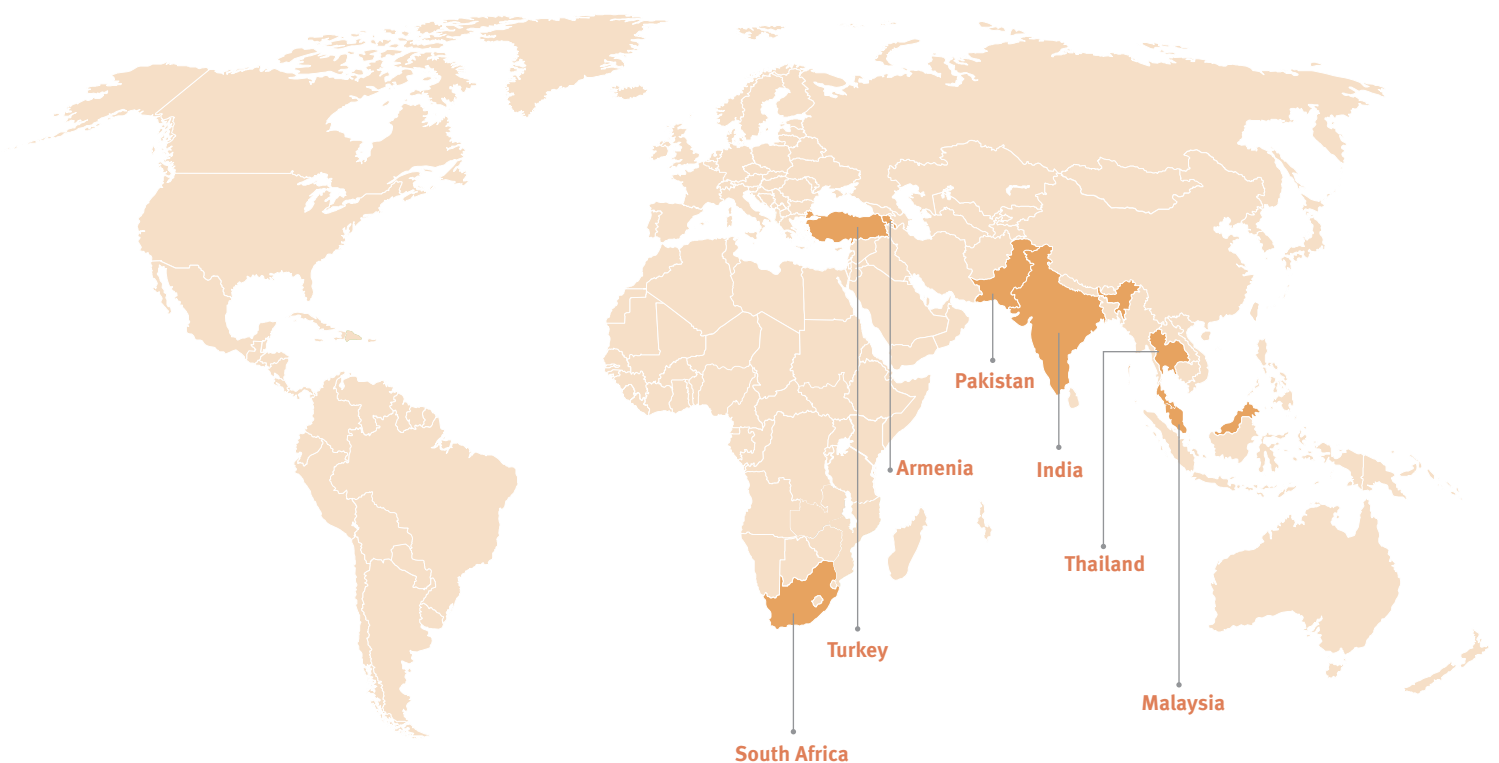 Pakistan
Armenia
India
Thailand
Turkey
Malaysia
South Africa